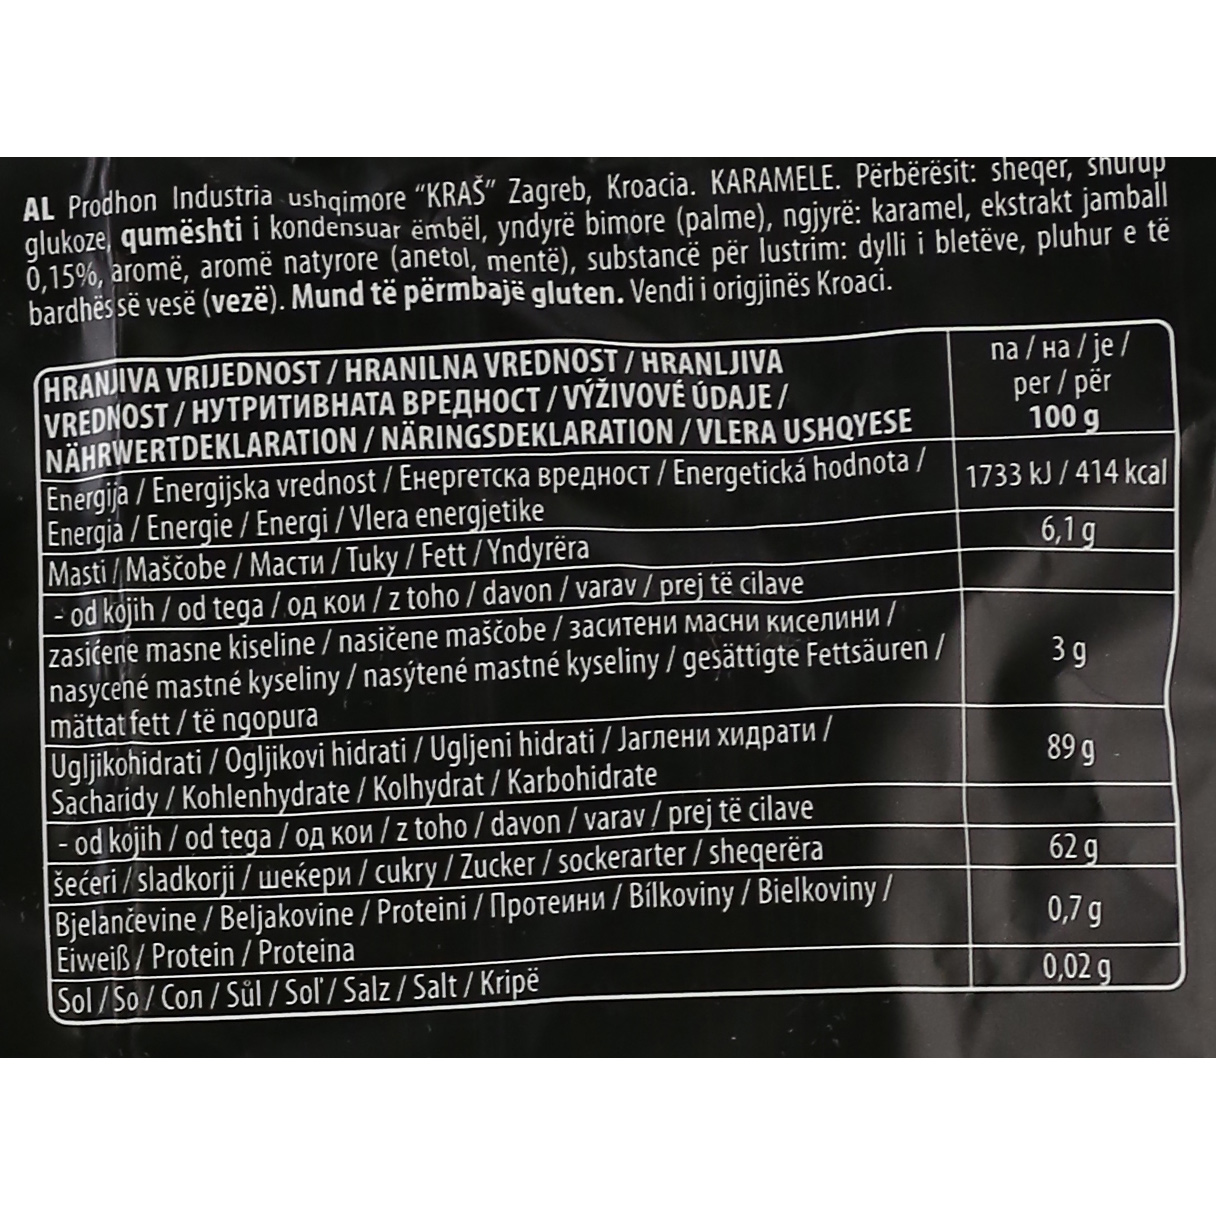 AL Prodhon Industria ushqimore “KRAŠ” Zagreb, Kroacia. KARAMELE. Përbërësit: sheqer, shurup
glukoze, qumështi i kondensuar ëmbël, yndyrë bimore (palme), ngjyrë: karamel, ekstrakt jamball
0,15%, aromë, aromë natyrore (anetol, mentë), substancë për lustrim: dylli i bletëve, pluhur e të
bardhës së vesë (vezë). Mund të përmbajë gluten. Vendi i origjinës Kroaci.
HRANJIVA VRIJEDNOST / HRANILNA VREDNOST / HRANLJIVA
VREDNOST / НУТРИТИВНАТА ВРЕДНОСТ / VÝŽIVOVÉ ÚDAJE /
NÄHRWERTDEKLARATION / NÄRINGSDEKLARATION / VLERA USHQYESE
na / на / je /
per / për
100 g
Energija / Energijska vrednost / Енергетска вредност / Energetická hodnota /
Energia / Energie / Energi / Vlera energjetike
1733 kJ / 414 kcal
Masti / Maščobe / Масти / Tuky / Fett / Yndyrëra
6,1 g
- od kojih / od tega / од кои / z toho / davon / varav / prej të cilave
zasićene masne kiseline / nasičene maščobe / заситени масни киселини /
nasycené mastné kyseliny / nasýtené mastné kyseliny / gesättigte Fettsäuren /
mättat fett / të ngopura
3 g
Ugljikohidrati / Ogljikovi hidrati / Ugljeni hidrati / Јаглени хидрати /
Sacharidy / Kohlenhydrate / Kolhydrat / Karbohidrate
89 g
- od kojih / od tega / од кои / z toho / davon / varav / prej të cilave
šećeri / sladkorji / шеќери / cukry / Zucker / sockerarter / sheqerëra
62 g
Bjelančevine / Beljakovine / Proteini / Протеини / Bílkoviny / Bielkoviny /
Eiweiß / Protein / Proteina
0,7 g
Sol / So / Сол / Sůl / Soľ / Salz / Salt / Kripë
0,02 g